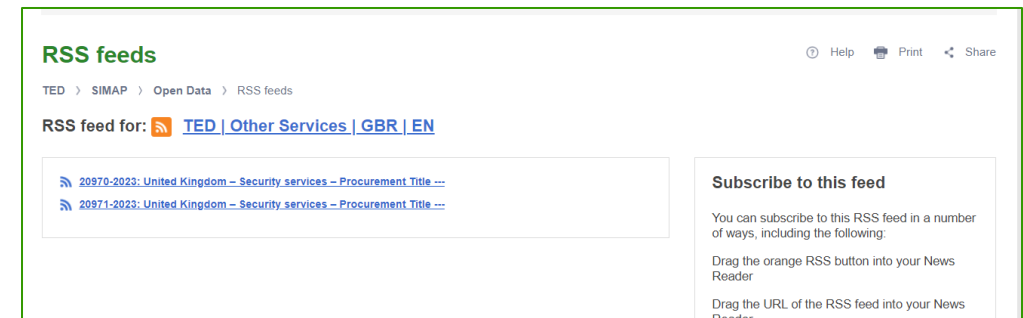 RSS feeds
Help
Print
Share
TED 〉 SIMAP 〉 Open Data 〉 RSS feeds
RSS feed for: TED | Other Services | GBR | EN
20970-2023: United Kingdom – Security services – Procurement Title ---
20971-2023: United Kingdom – Security services – Procurement Title ---
Subscribe to this feed
You can subscribe to this RSS feed in a number
of ways, including the following:
Drag the orange RSS button into your News
Reader
Drag the URL of the RSS feed into your News
Reader